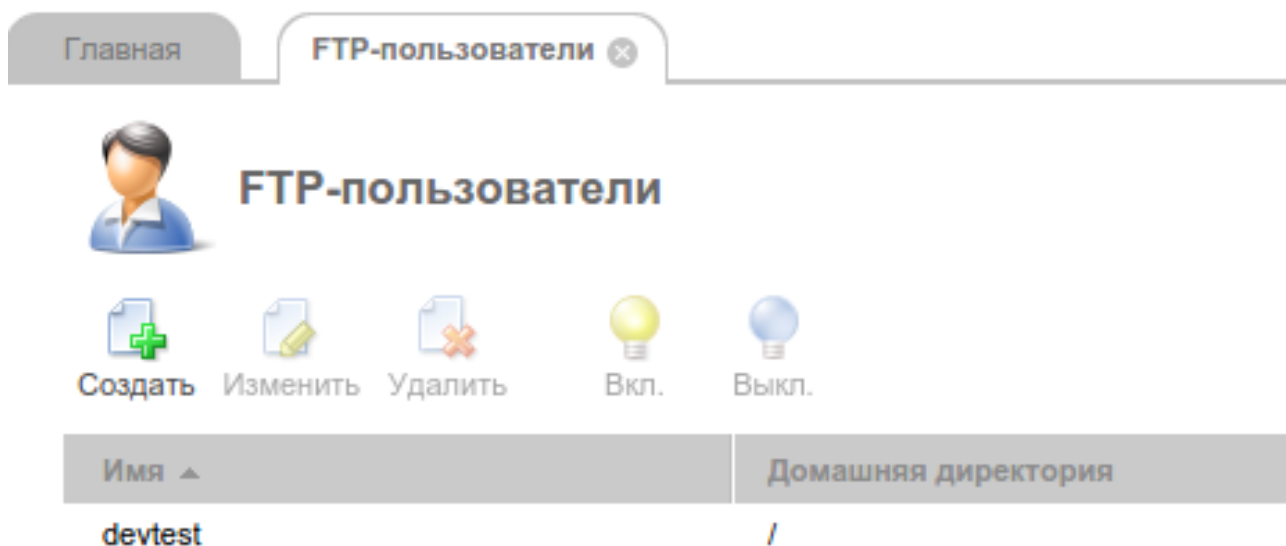 Главная FTP-пользователи
FTP-пользователи
Создать Изменить Удалить Вкл. Выкл.
Имя Домашняя директория
devtest /